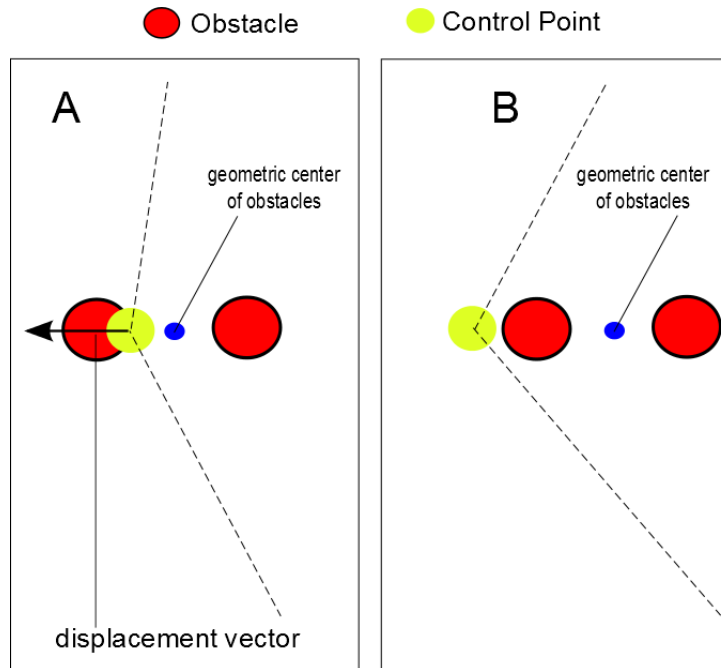 Obstacle
Control Point
A
geometric center
of obstacles
displacement vector
B
geometric center
of obstacles